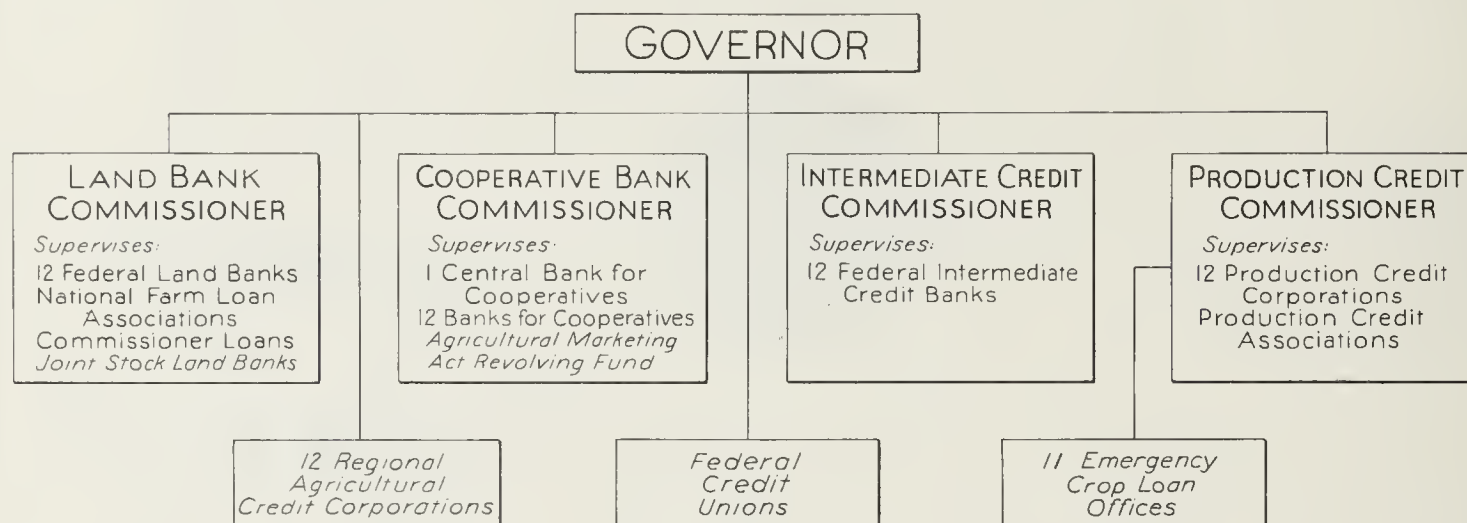 GOVERNOR
LAND BANK
COMMISSIONER
Supervises:
12 Federal Land Banks
National Farm Loan
Associations
Commissioner Loans
Joint Stock Land Banks
COOPERATIVE BANK
COMMISSIONER
Supervises:
1 Central Bank for
Cooperatives
12 Banks for Cooperatives
Agricultural Marketing
Act Revolving Fund
INTERMEDIATE CREDIT
COMMISSIONER
Supervises:
12 Federal Intermediate
Credit Banks
PRODUCTION CREDIT
COMMISSIONER
Supervises:
12 Production Credit
Corporations
Production Credit
Associations
12 Regional
Agricultural
Credit Corporations
Federal
Credit
Unions
11 Emergency
Crop Loan
Offices